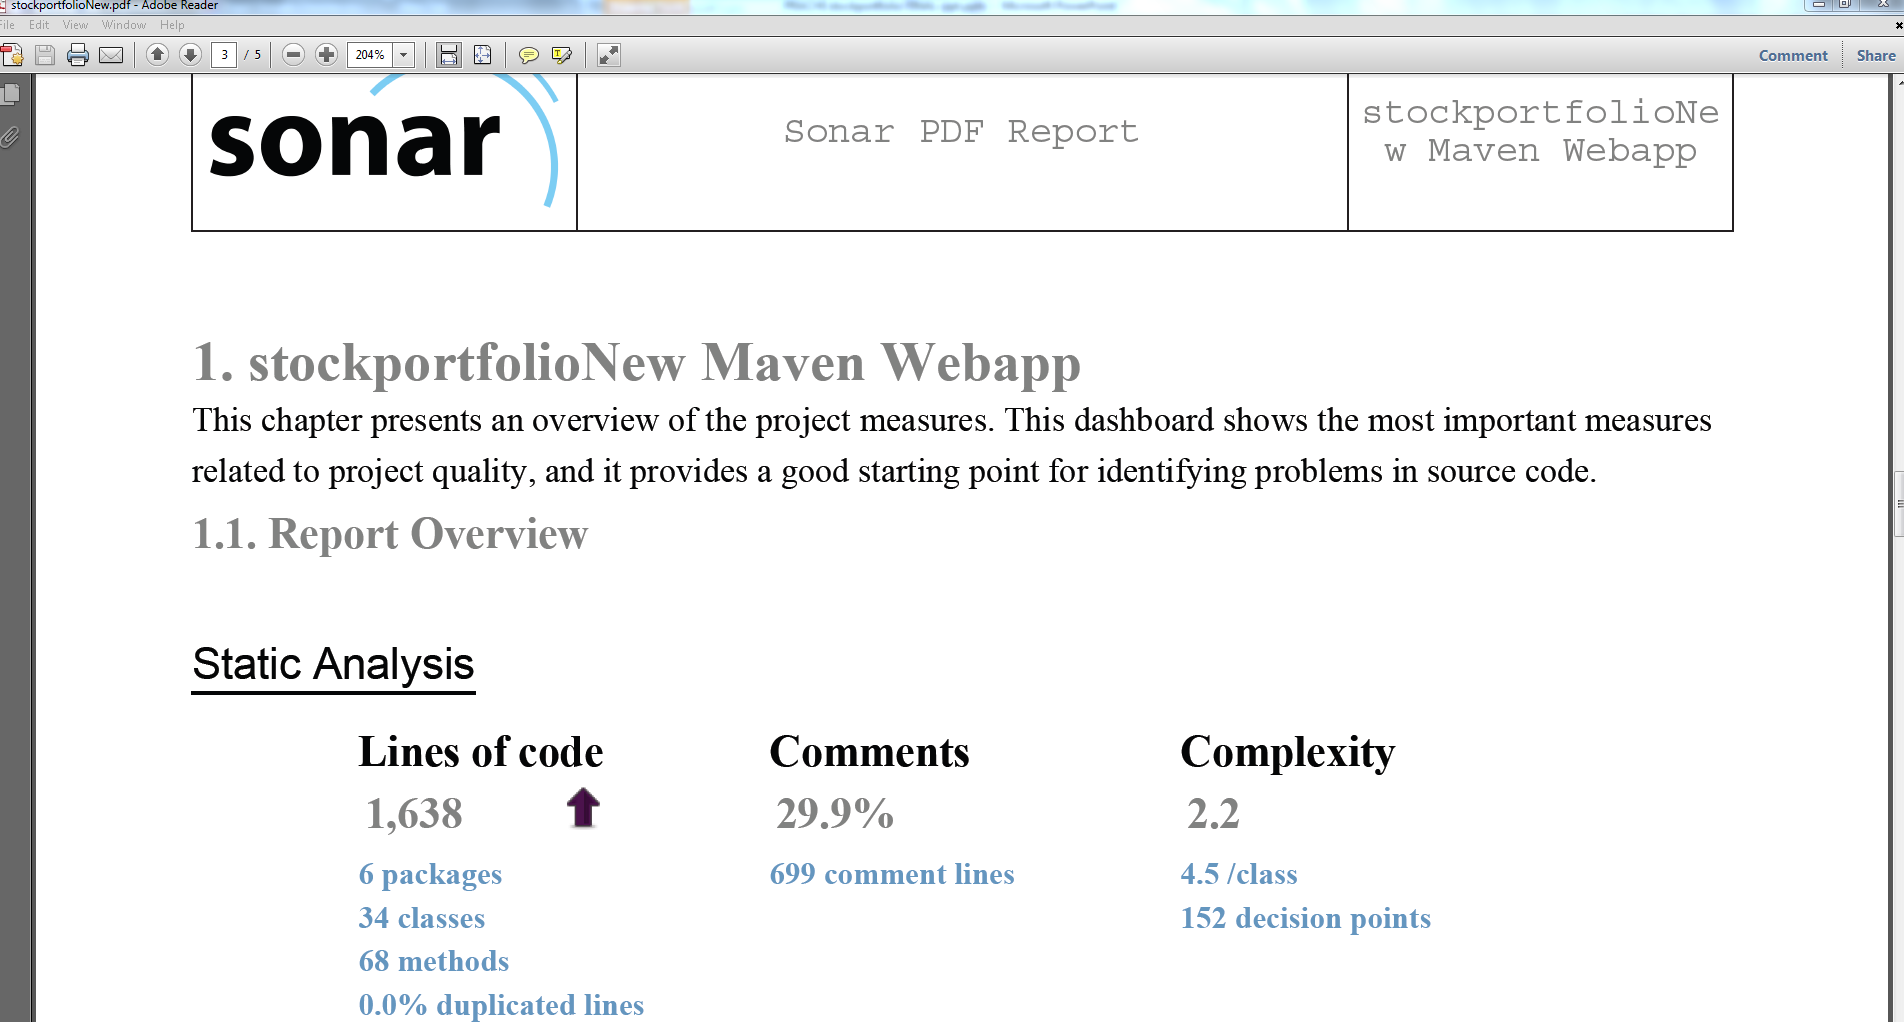 stockportfolioNew.pdf - Adobe Reader
File Edit View Window Help
3 / 5
204%
Comment
Share
sonar
Sonar PDF Report
stockportfolioNe
w Maven Webapp
1. stockportfolioNew Maven Webapp
This chapter presents an overview of the project measures. This dashboard shows the most important measures
related to project quality, and it provides a good starting point for identifying problems in source code.
1.1. Report Overview
Static Analysis
Lines of code
1,638
6 packages
34 classes
68 methods
0.0% duplicated lines
Comments
29.9%
699 comment lines
Complexity
2.2
4.5 /class
152 decision points